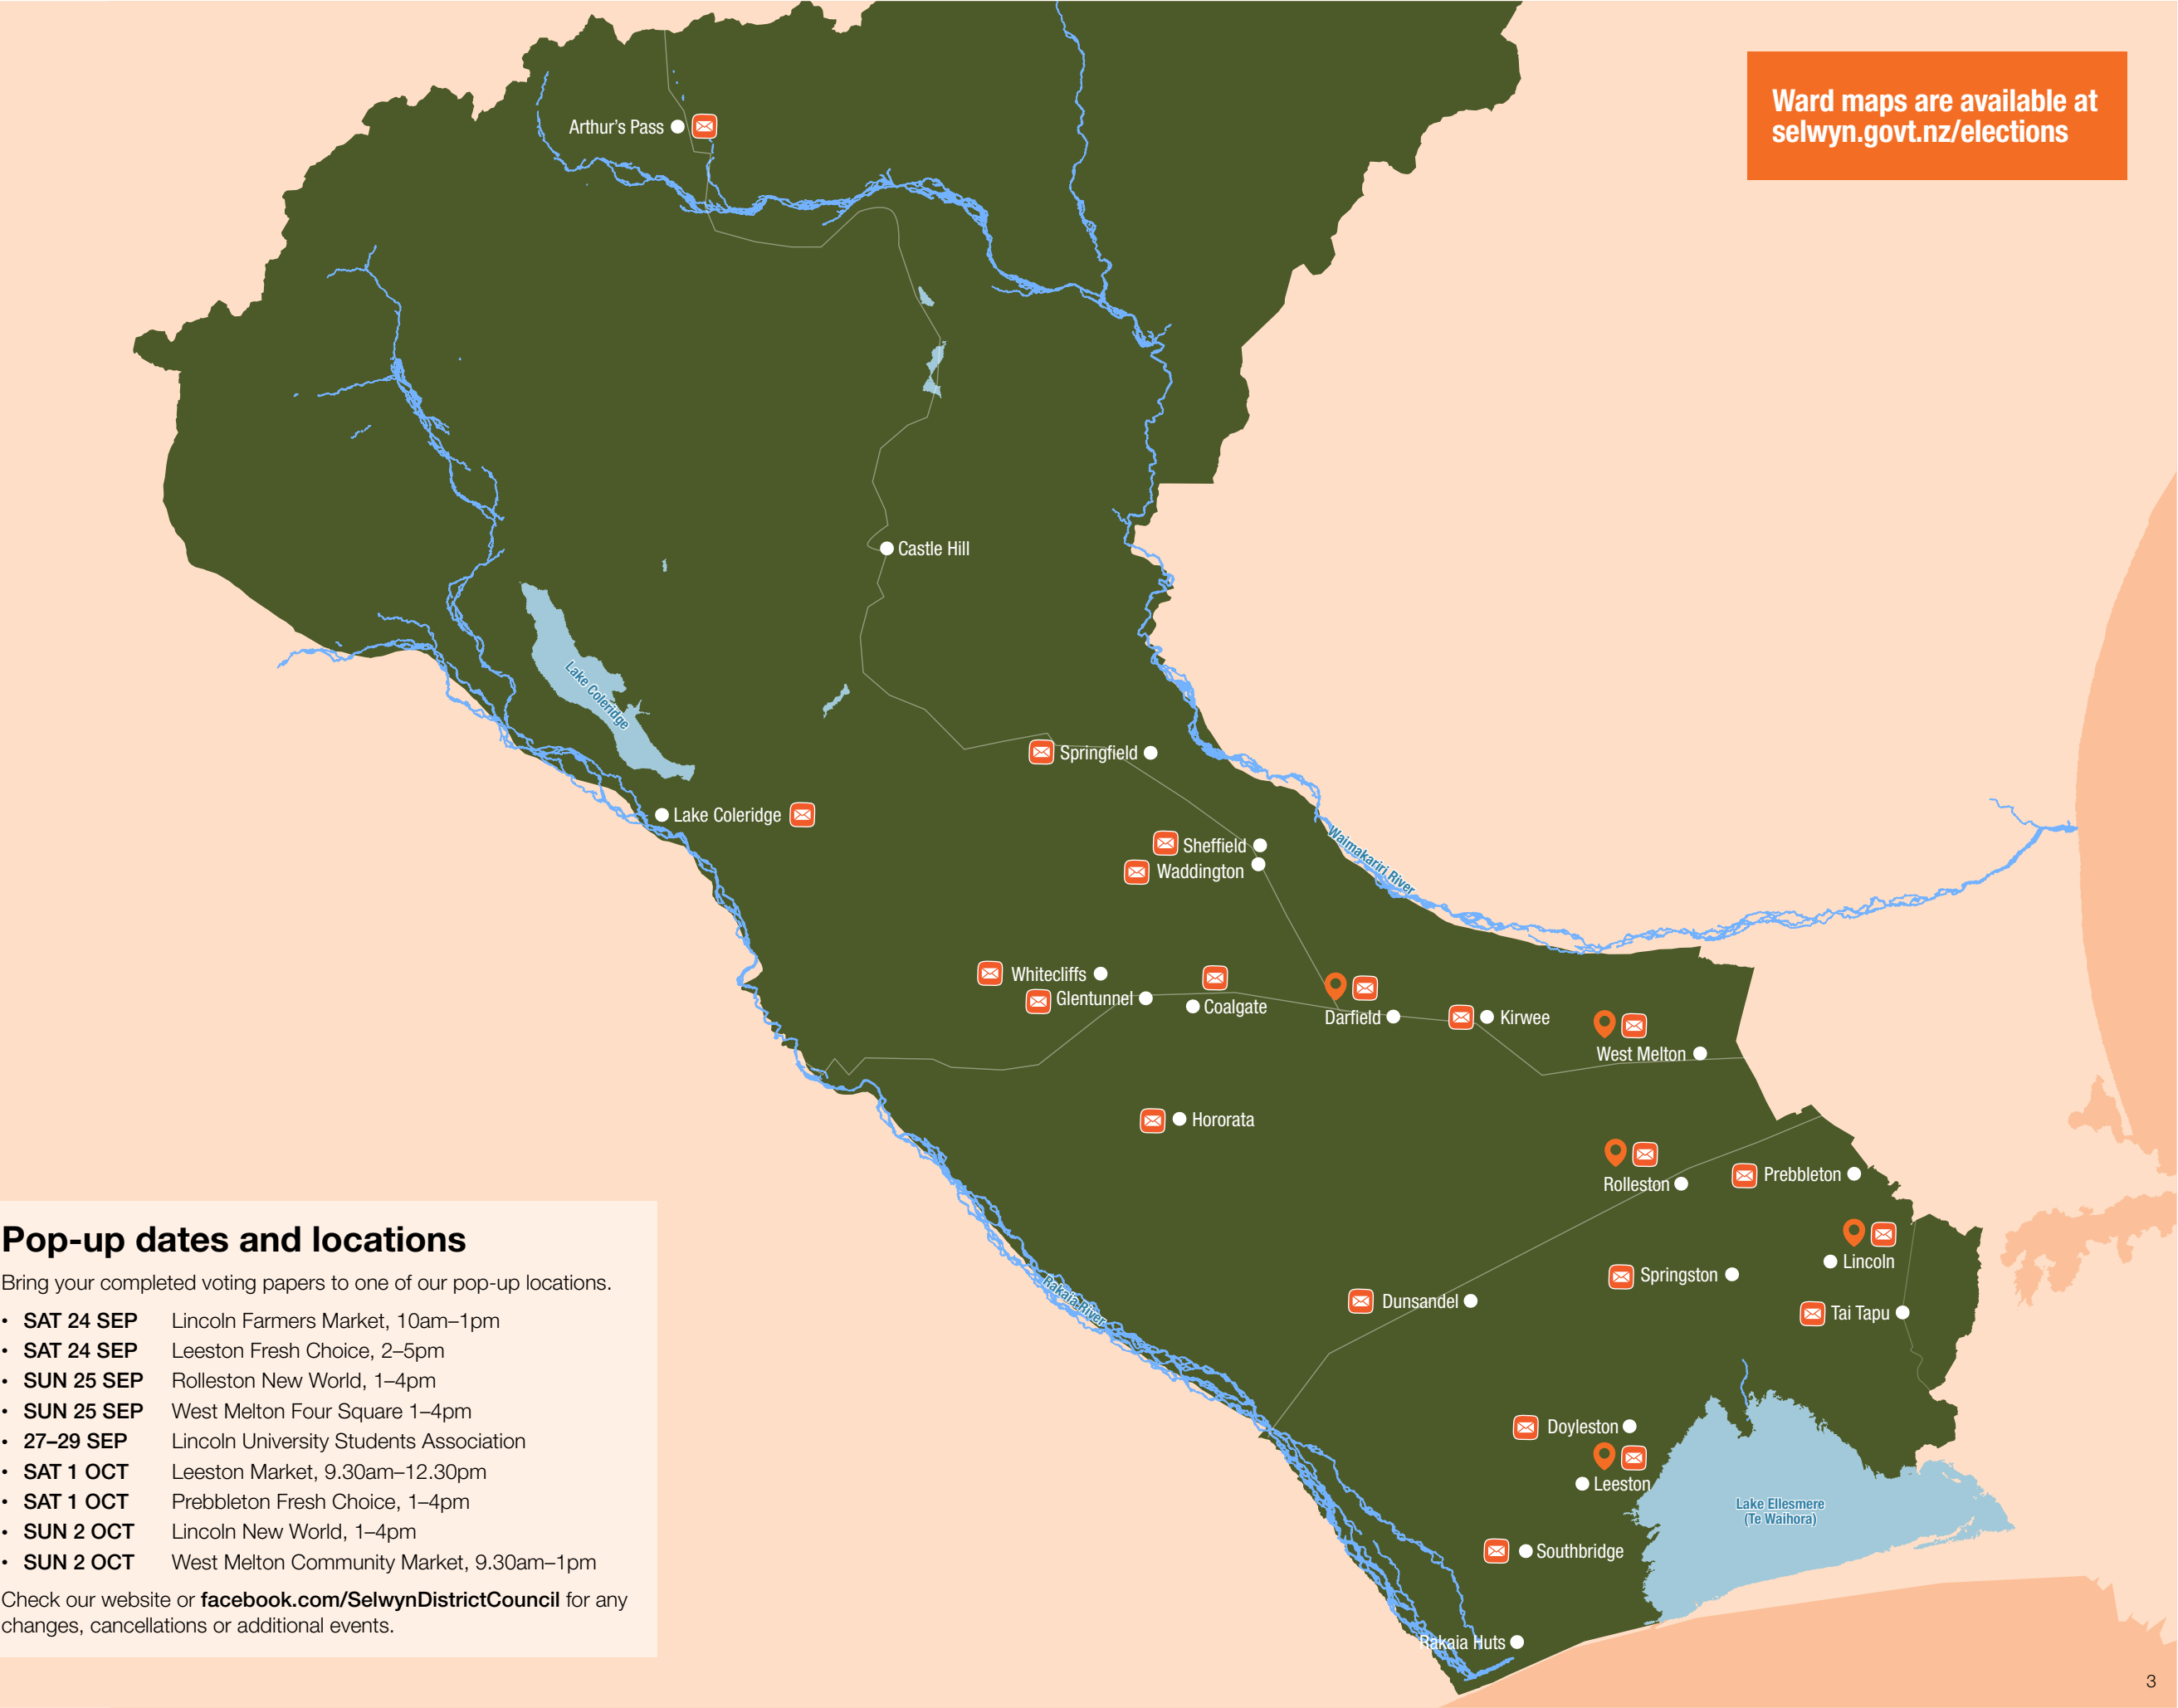 Ward maps are available at
selwyn.govt.nz/elections
Arthur's Pass
Castle Hill
Lake Coleridge
Springfield
Lake Coleridge
Sheffield
Waddington
Waimakariri River
Whitecliffs
Glentunnel
Coalgate
Darfield
Kirwee
West Melton
Hororata
Rolleston
Prebbleton
Lincoln
Springston
Dunsandel
Tai Tapu
Rakaia River
Doyleston
Leeston
Lake Ellesmere
(Te Waihora)
Southbridge
Rakaia Huts
Pop-up dates and locations
Bring your completed voting papers to one of our pop-up locations.
• SAT 24 SEP Lincoln Farmers Market, 10am–1pm
• SAT 24 SEP Leeston Fresh Choice, 2–5pm
• SUN 25 SEP Rolleston New World, 1–4pm
• SUN 25 SEP West Melton Four Square 1–4pm
• 27–29 SEP Lincoln University Students Association
• SAT 1 OCT Leeston Market, 9.30am–12.30pm
• SAT 1 OCT Prebbleton Fresh Choice, 1–4pm
• SUN 2 OCT Lincoln New World, 1–4pm
• SUN 2 OCT West Melton Community Market, 9.30am–1pm
Check our website or facebook.com/SelwynDistrictCouncil for any
changes, cancellations or additional events.
3